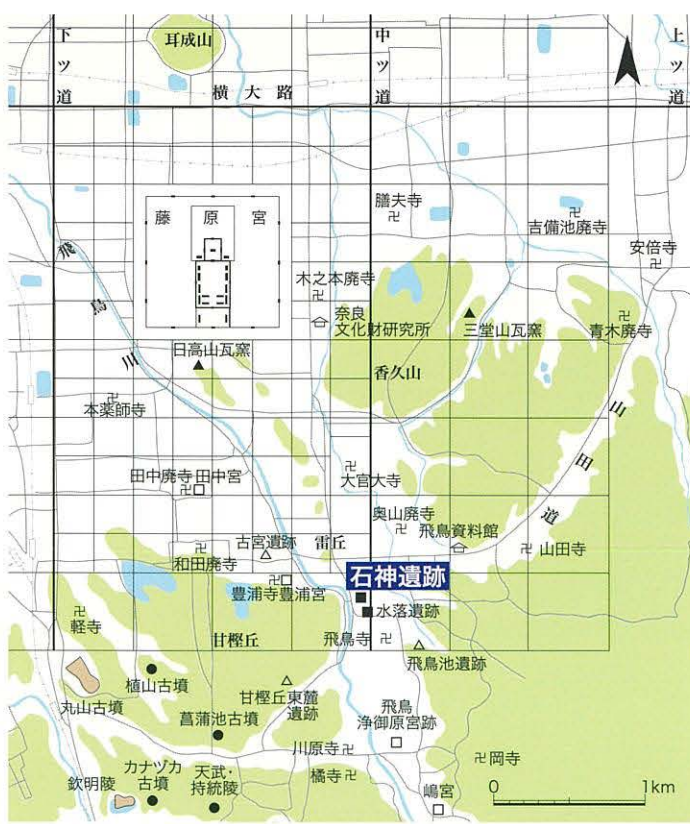 耳成山
下ツ道
中ツ道
上ツ道
横大路
藤原宮
膳夫寺
吉備池廃寺
安倍寺
飛鳥川
木之本廃寺
奈良
文化財研究所
三堂山瓦窯
青木廃寺
日高山瓦窯
香久山
本薬師寺
山田道
田中廃寺 田中宮
大官大寺
奥山廃寺
飛鳥資料館
古宮遺跡
雷丘
和田廃寺
山田寺
石神遺跡
豊浦寺豊浦宮
水落遺跡
軽寺
甘樫丘
飛鳥寺
飛鳥池遺跡
植山古墳
丸山古墳
甘樫丘東麓
遺跡
飛鳥
浄御原宮跡
菖蒲池古墳
川原寺
岡寺
カナヅカ
古墳
天武・
持統陵
欽明陵
橘寺
嶋宮
0 1km